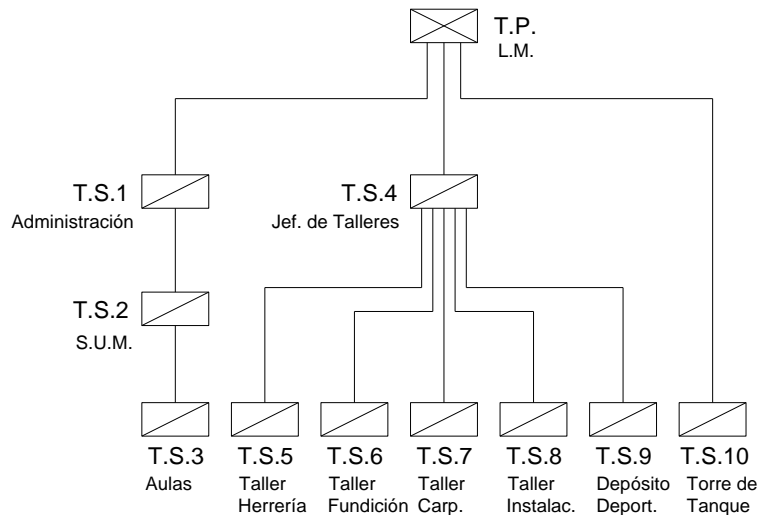 T.P.
L.M.
T.S.1
Administración
T.S.4
Jef. de Talleres
T.S.2
S.U.M.
T.S.3
Aulas
T.S.5
Taller
Herrería
T.S.6
Taller
Fundición
T.S.7
Taller
Carp.
T.S.8
Taller
Instalac.
T.S.9
Depósito
Deport.
T.S.10
Torre de
Tanque